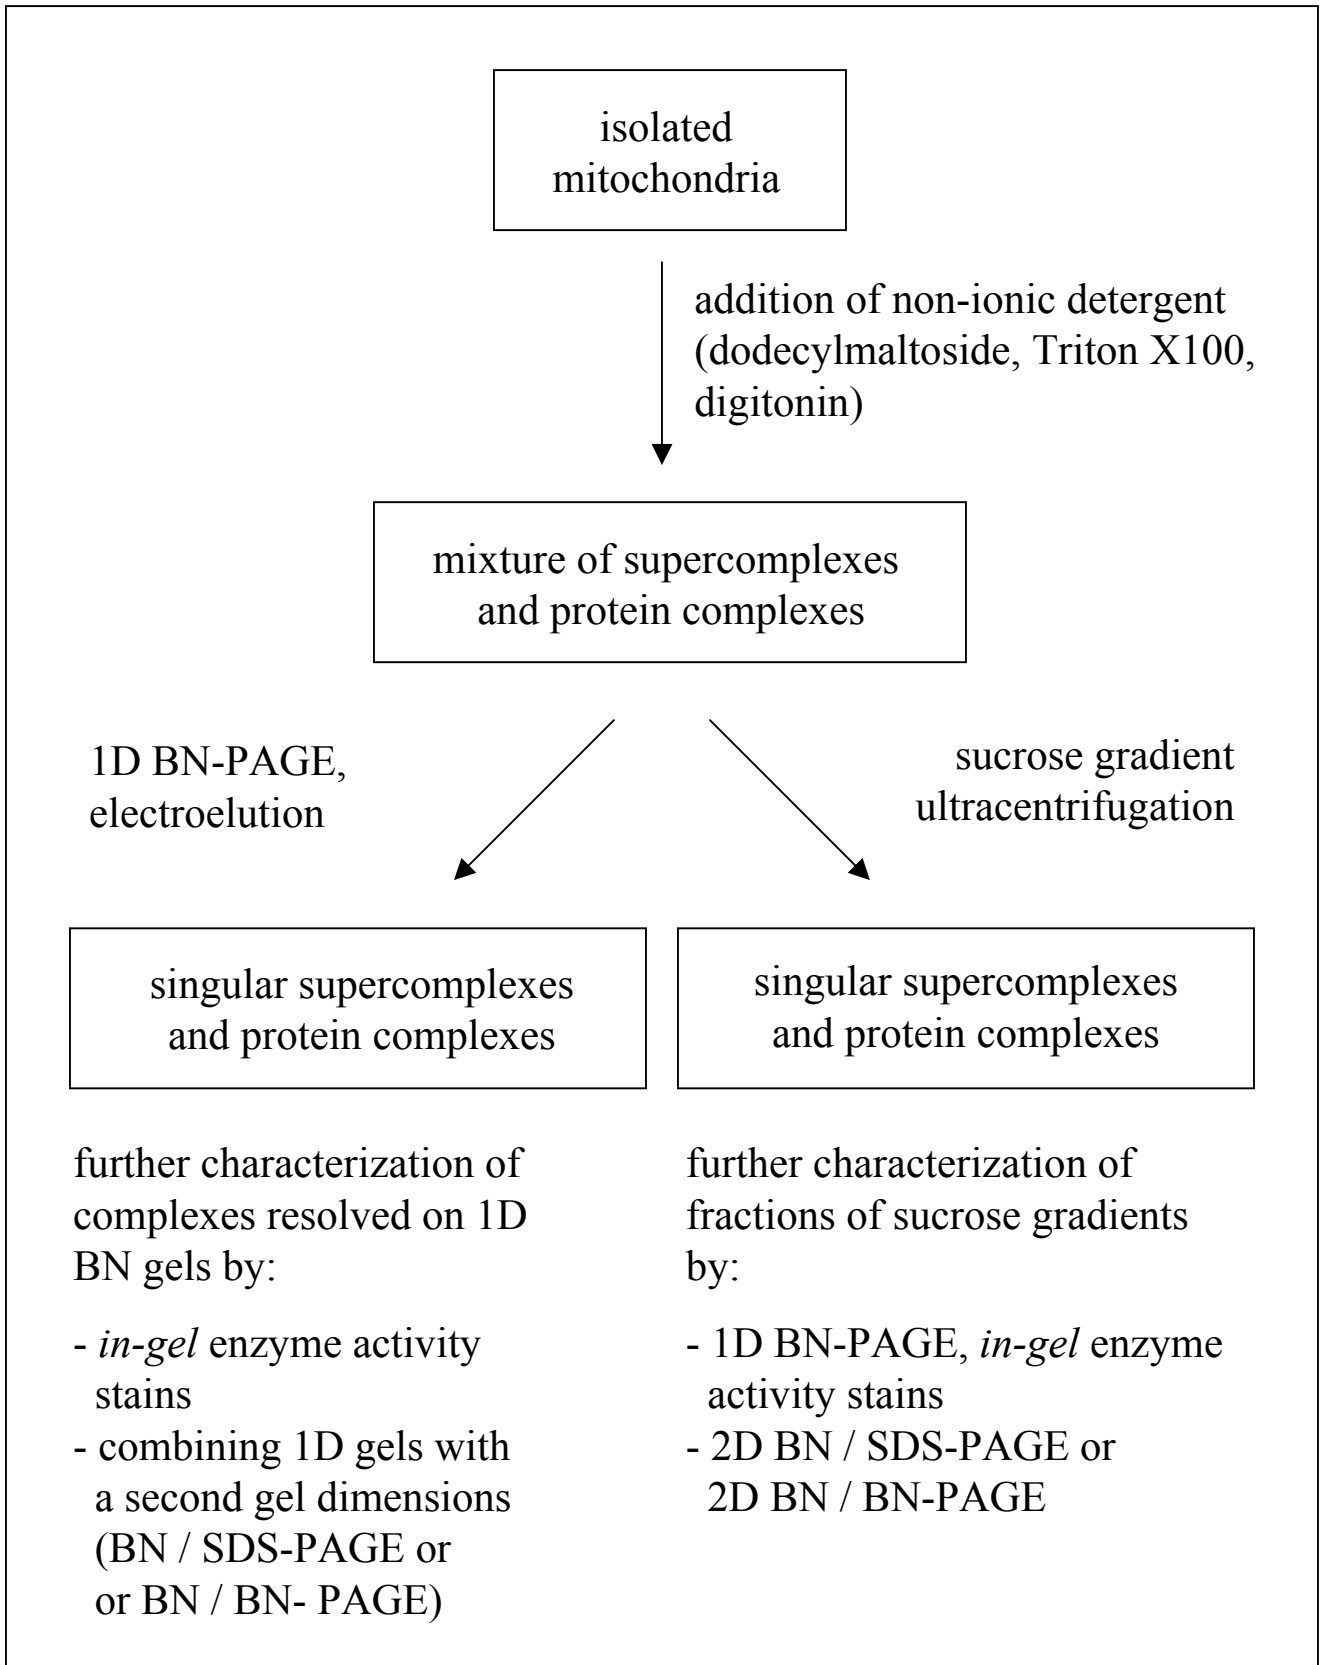 isolated
mitochondria
addition of non-ionic detergent
(dodecylmaltoside, Triton X100,
digitonin)
mixture of supercomplexes
and protein complexes
1D BN-PAGE,
electroelution
sucrose gradient
ultracentrifugation
singular supercomplexes
and protein complexes
singular supercomplexes
and protein complexes
further characterization of
complexes resolved on 1D
BN gels by:
- in-gel enzyme activity
stains
- combining 1D gels with
a second gel dimensions
(BN / SDS-PAGE or
or BN / BN- PAGE)
further characterization of
fractions of sucrose gradients
by:
- 1D BN-PAGE, in-gel enzyme
activity stains
- 2D BN / SDS-PAGE or
2D BN / BN-PAGE